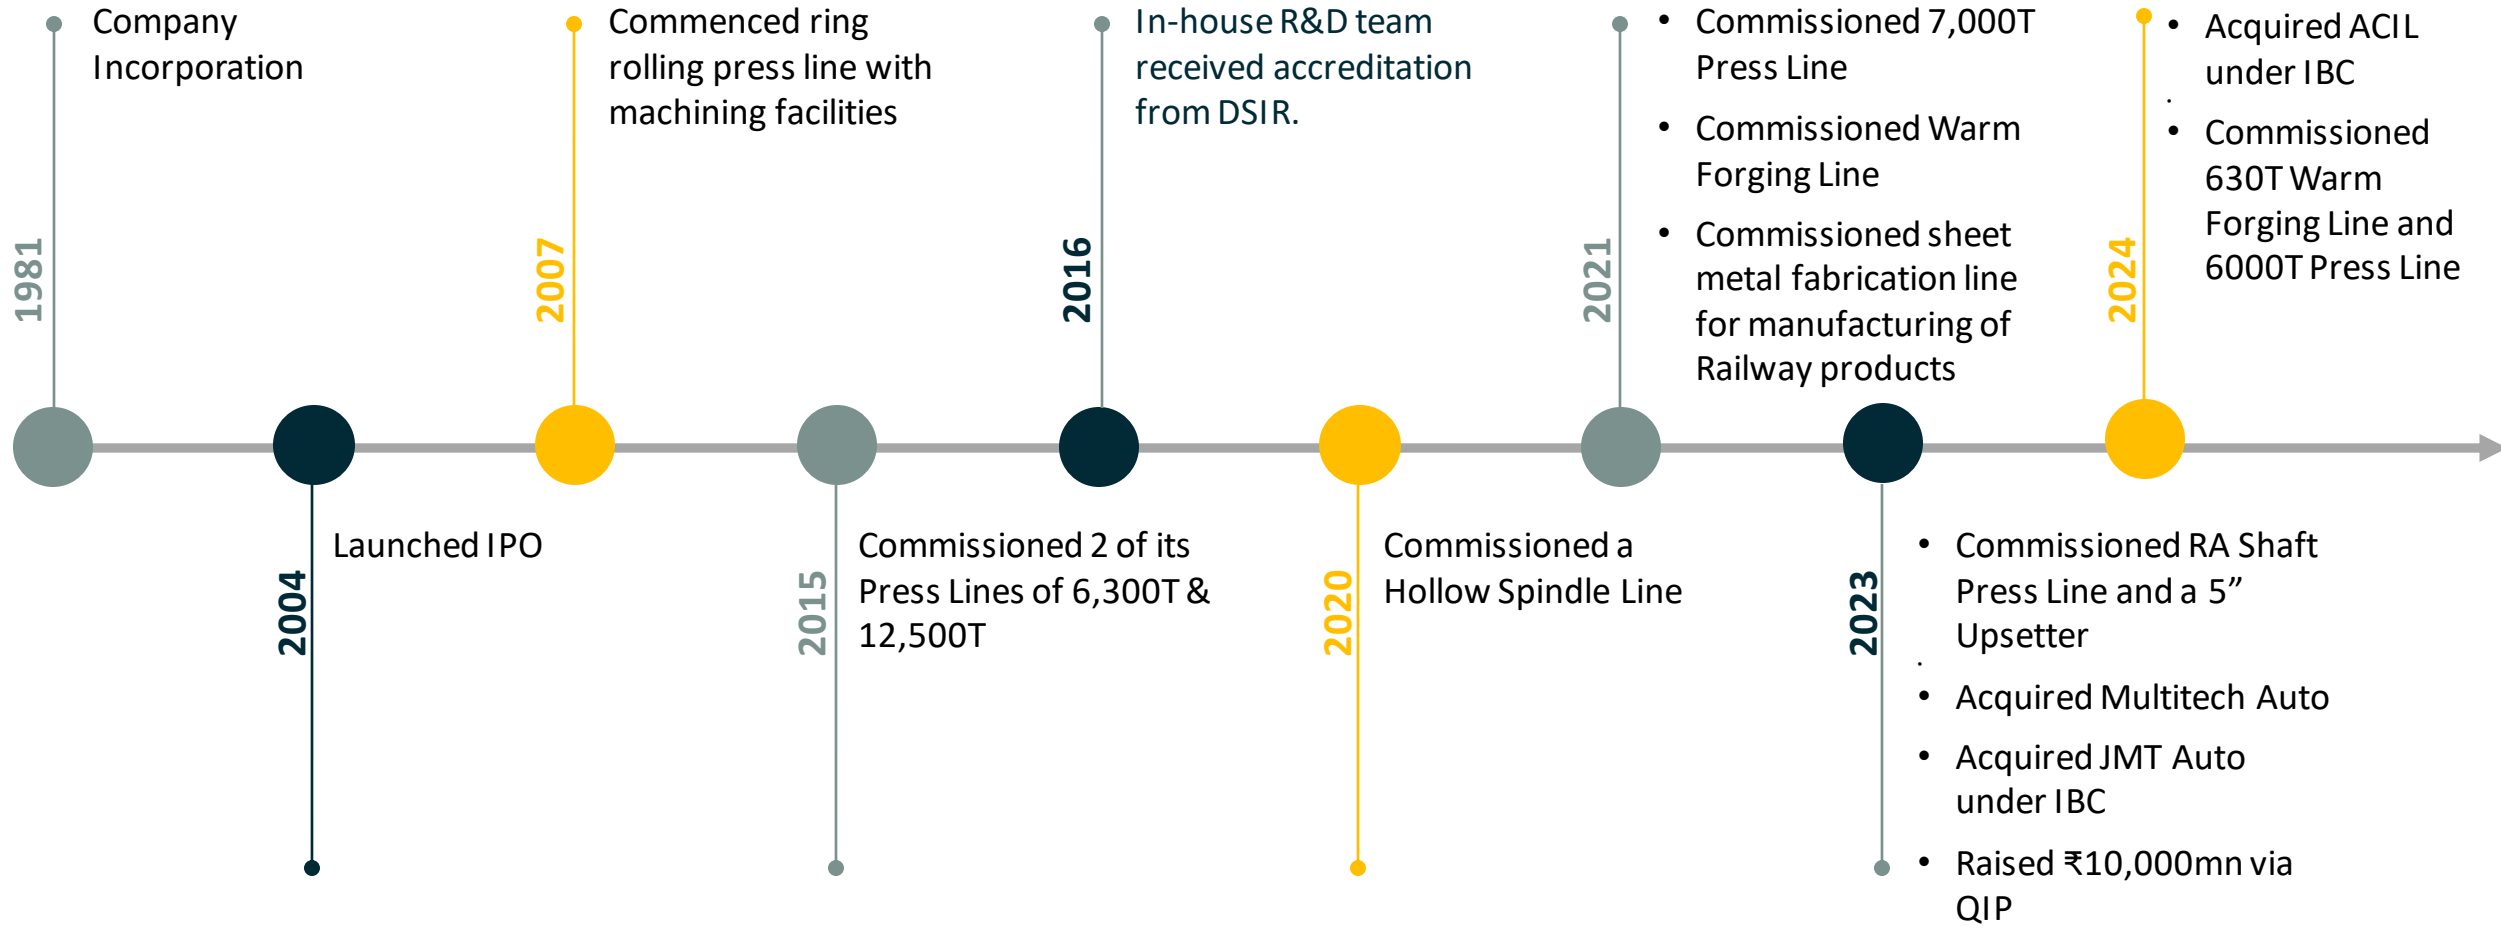 Company
Incorporation
1981
Launched IPO
2004
Commenced ring
rolling press line with
machining facilities
2007
Commissioned 2 of its
Press Lines of 6,300T &
12,500T
2015
In-house R&D team
received accreditation
from DSIR.
2016
Commissioned a
Hollow Spindle Line
2020
• Commissioned 7,000T
Press Line
• Commissioned Warm
Forging Line
• Commissioned sheet
metal fabrication line
for manufacturing of
Railway products
2021
• Commissioned RA Shaft
Press Line and a 5”
Upsetter
• Acquired Multitech Auto
• Acquired JMT Auto
under IBC
• Raised ₹10,000mn via
QIP
2023
• Acquired ACIL
under IBC
• Commissioned
630T Warm
Forging Line and
6000T Press Line
2024